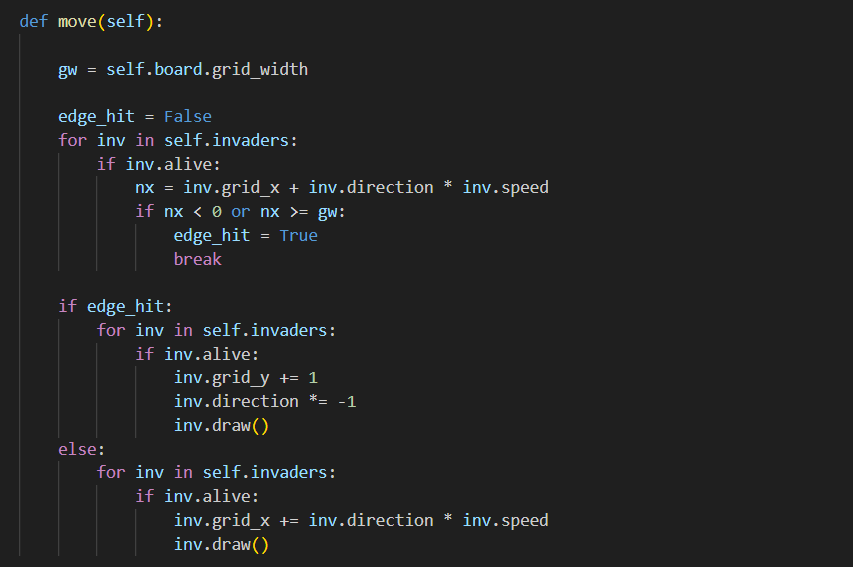 def move(self):
gw = self.board.grid_width
edge_hit = False
for inv in self.invaders:
if inv.alive:
nx = inv.grid_x + inv.direction * inv.speed
if nx < 0 or nx >= gw:
edge_hit = True
break
if edge_hit:
for inv in self.invaders:
if inv.alive:
inv.grid_y += 1
inv.direction *= -1
inv.draw()
else:
for inv in self.invaders:
if inv.alive:
inv.grid_x += inv.direction * inv.speed
inv.draw()